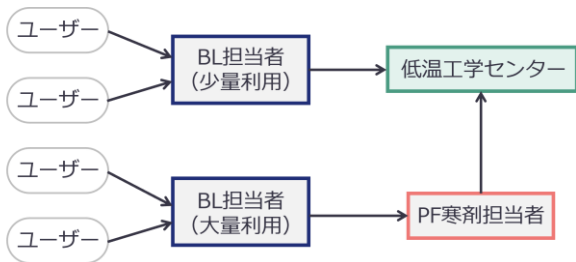 ユーザー
ユーザー
BL担当者
(少量利用)
低温工学センター
ユーザー
ユーザー
BL担当者
(大量利用)
PF寒剤担当者